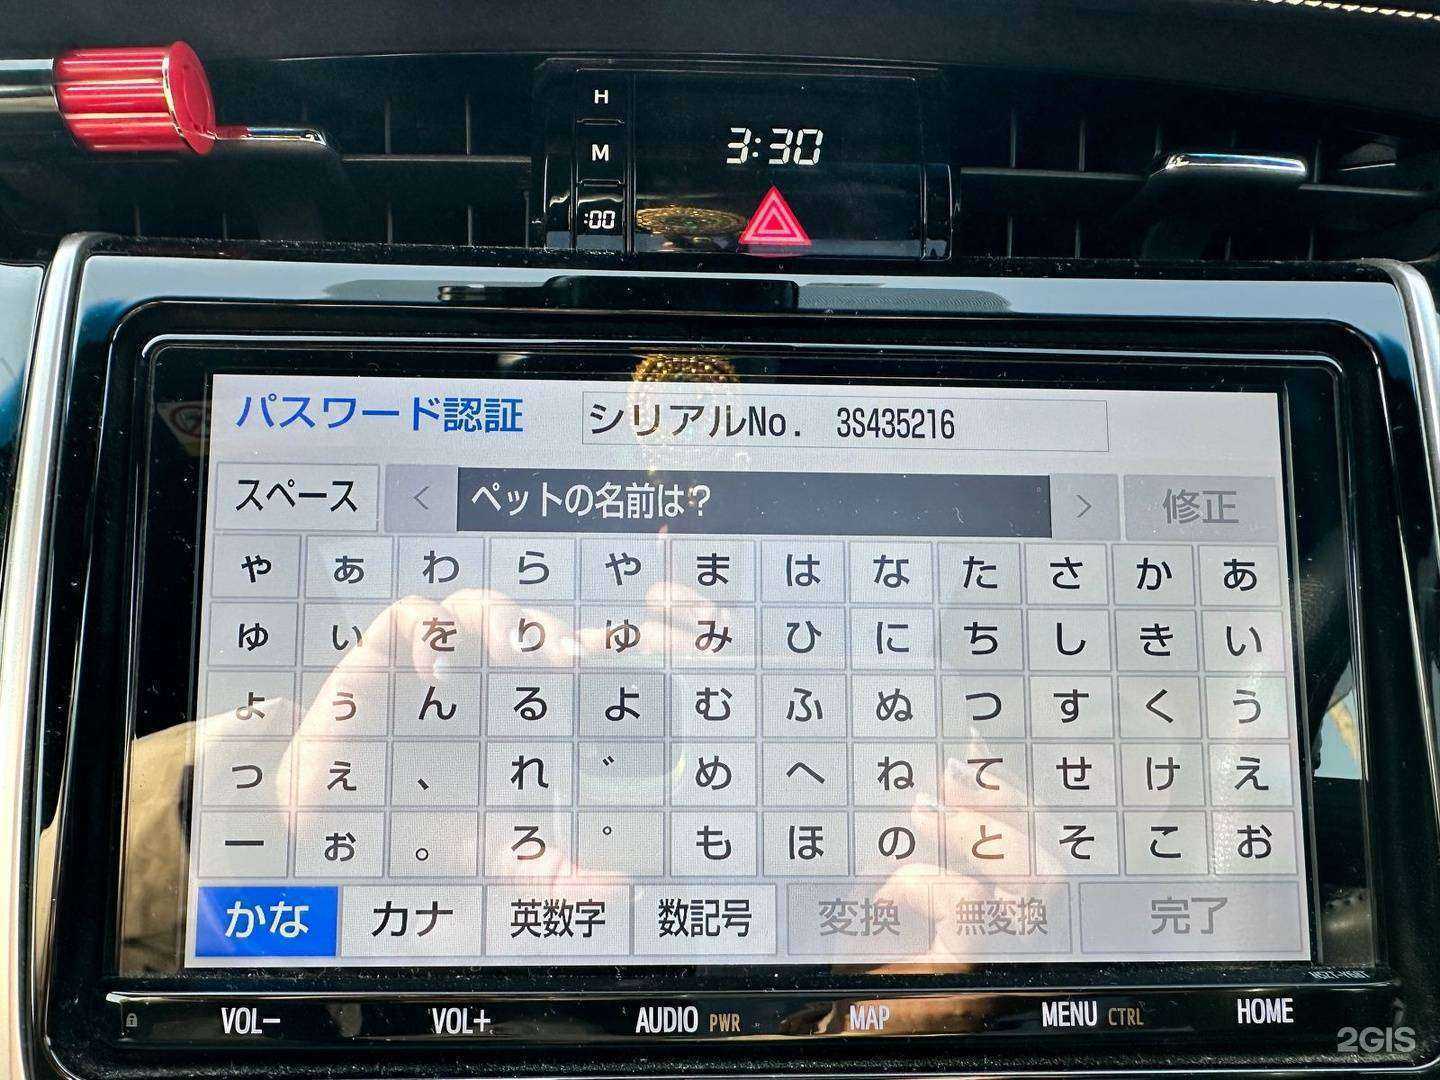 H
M
:00
3:30
パスワード認証 シリアルNo. 3S435216
スペース < ペットの名前は？ > 修正
ゃ ぁ わ ら や ま は な た さ か あ
ゅ ぃ を り ゆ み ひ に ち し き い
ょ ぅ ん る よ む ふ ぬ つ す く う
っ ぇ 、 れ ゛ め へ ね て せ け え
ー ぉ 。 ろ ゜ も ほ の と そ こ お
かな カナ 英数字 数記号 変換 無変換 完了
NSZT-Y68T
VOL- VOL+ AUDIO PWR MAP MENU CTRL HOME
2GIS